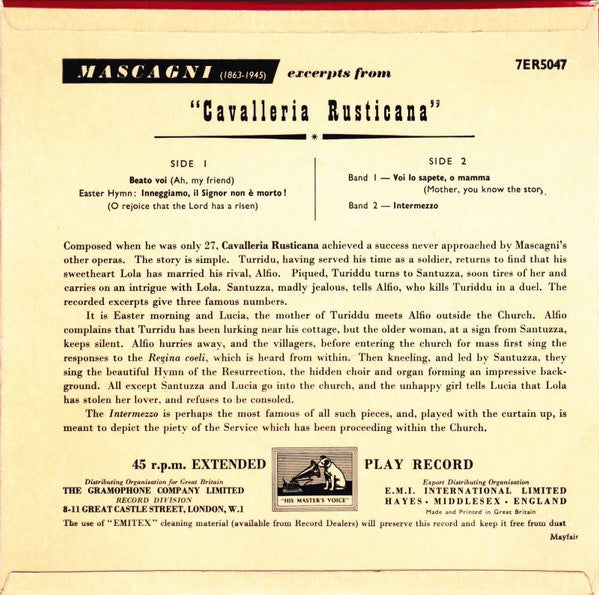 MASCAGNI (1863-1945) excerpts from
7ER5047
"Cavalleria Rusticana"
SIDE 1
Beato voi (Ah, my friend)
Easter Hymn: Inneggiamo, il Signor non è morto!
(O rejoice that the Lord has a risen)
SIDE 2
Band 1 — Voi lo sapete, o mamma
(Mother, you know the story
Band 2 — Intermezzo
Composed when he was only 27, Cavalleria Rusticana achieved a success never approached by Mascagni's
other operas. The story is simple. Turridu, having served his time as a soldier, returns to find that his
sweetheart Lola has married his rival, Alfio. Piqued, Turiddu turns to Santuzza, soon tires of her and
carries on an intrigue with Lola. Santuzza, madly jealous, tells Alfio, who kills Turiddu in a duel. The
recorded excerpts give three famous numbers.
It is Easter morning and Lucia, the mother of Turiddu meets Alfio outside the Church. Alfio
complains that Turridu has been lurking near his cottage, but the older woman, at a sign from Santuzza,
keeps silent. Alfio hurries away, and the villagers, before entering the church for mass first sing the
responses to the Regina coeli, which is heard from within. Then kneeling, and led by Santuzza, they
sing the beautiful Hymn of the Resurrection, the hidden choir and organ forming an impressive back-
ground. All except Santuzza and Lucia go into the church, and the unhappy girl tells Lucia that Lola
has stolen her lover, and refuses to be consoled.
The Intermezzo is perhaps the most famous of all such pieces, and, played with the curtain up, is
meant to depict the piety of the Service which has been proceeding within the Church.
45 r.p.m. EXTENDED PLAY RECORD
"HIS MASTER'S VOICE"
Distributing Organisation for Great Britain
THE GRAMOPHONE COMPANY LIMITED
RECORD DIVISION
8-11 GREAT CASTLE STREET, LONDON, W.1
Export Distributing Organisation
E.M.I. INTERNATIONAL LIMITED
HAYES · MIDDLESEX · ENGLAND
Made and Printed in Great Britain
The use of "EMITEX" cleaning material (available from Record Dealers) will preserve this record and keep it free from dust
Mayfair